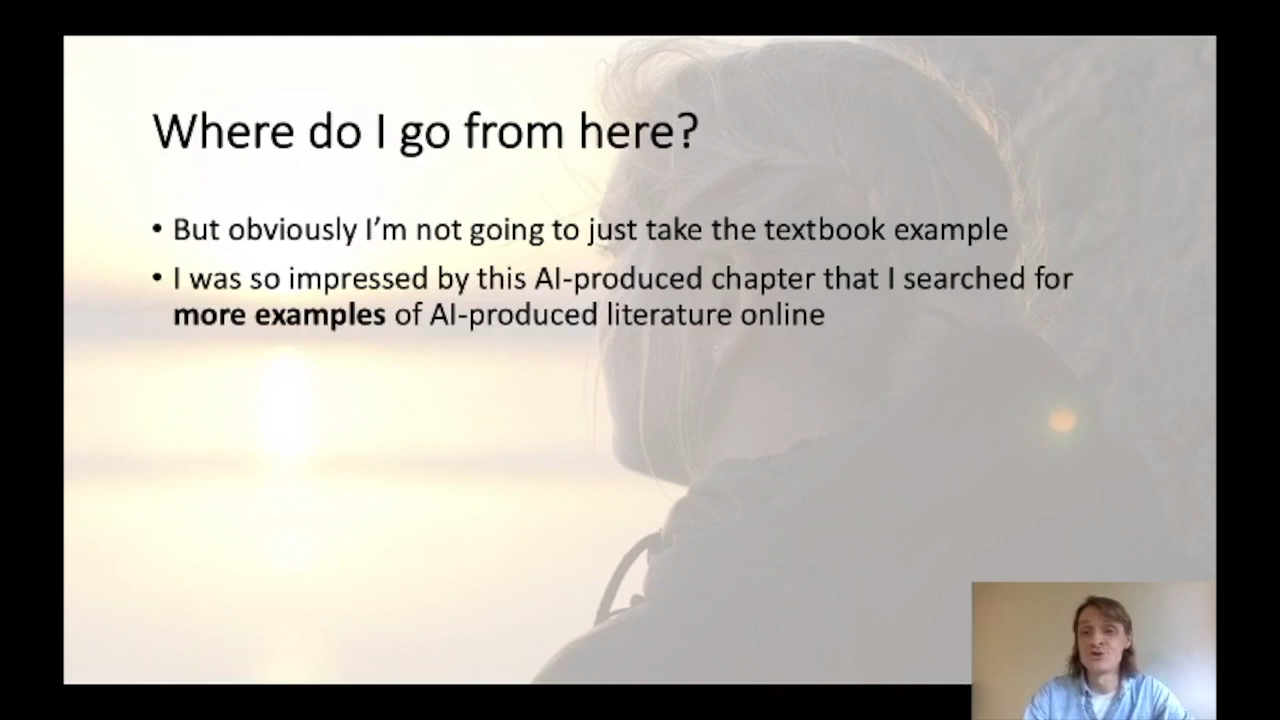 Where do I go from here?
• But obviously I’m not going to just take the textbook example
• I was so impressed by this AI-produced chapter that I searched for
more examples of AI-produced literature online